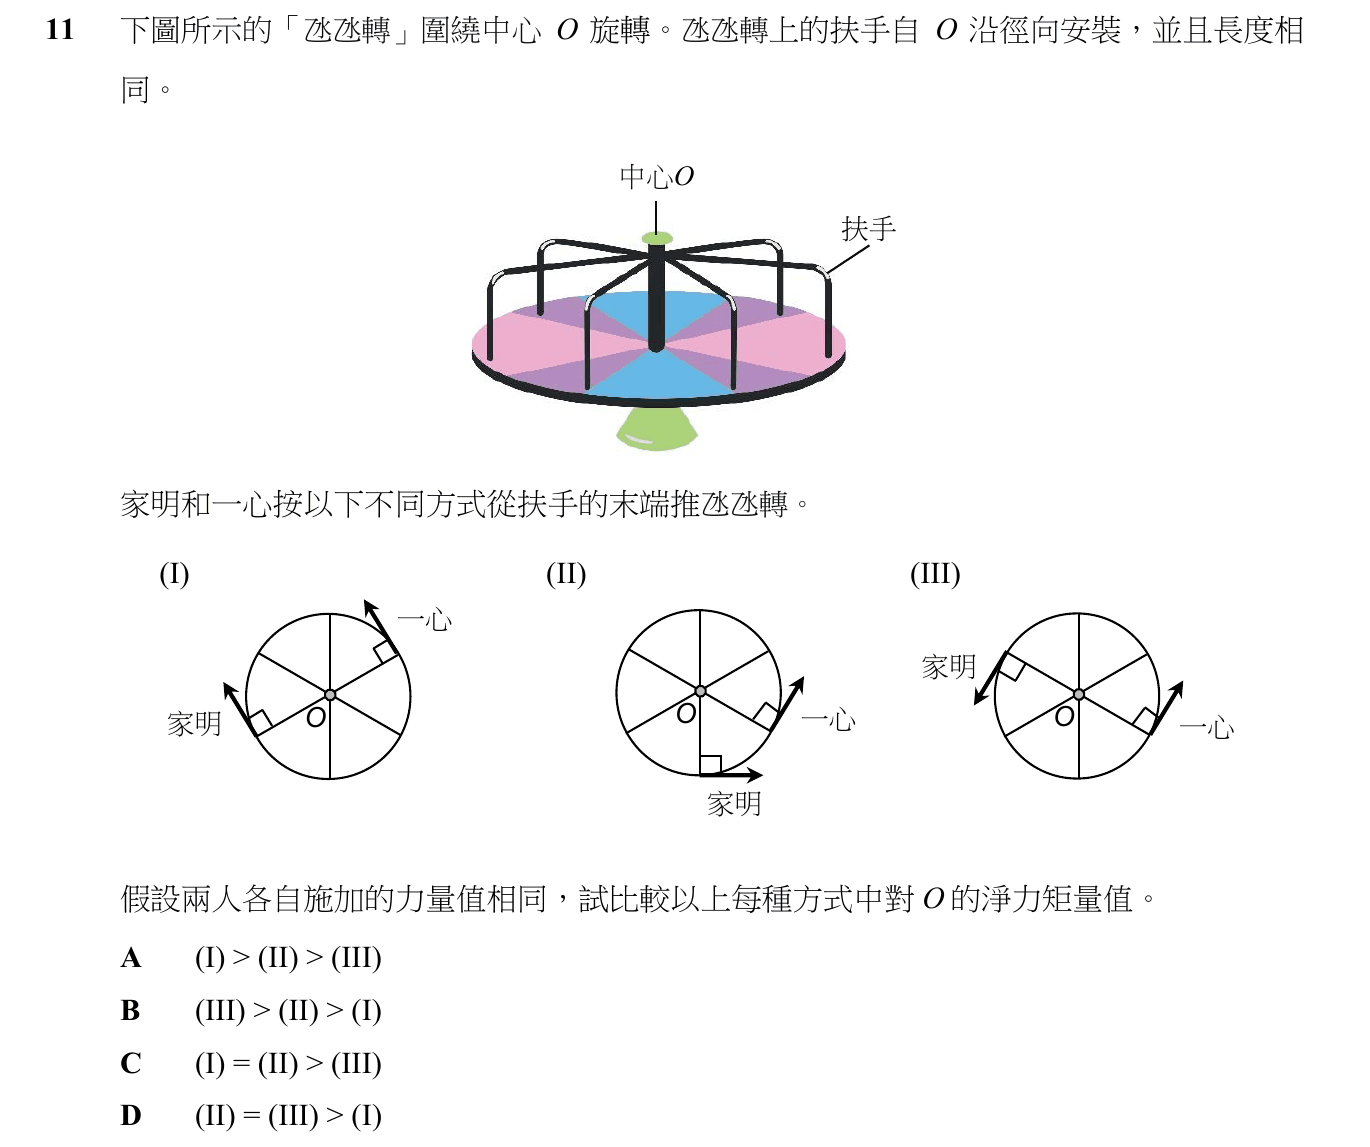 11 下圖所示的「氹氹轉」圍繞中心 O 旋轉。氹氹轉上的扶手自 O 沿徑向安裝，並且長度相
同。
中心O
扶手
家明和一心按以下不同方式從扶手的末端推氹氹轉。
(I) (II) (III)
一心
家明
O
O
一心
家明
家明
O
一心
假設兩人各自施加的力量值相同，試比較以上每種方式中對 O 的淨力矩量值。
A (I) > (II) > (III)
B (III) > (II) > (I)
C (I) = (II) > (III)
D (II) = (III) > (I)